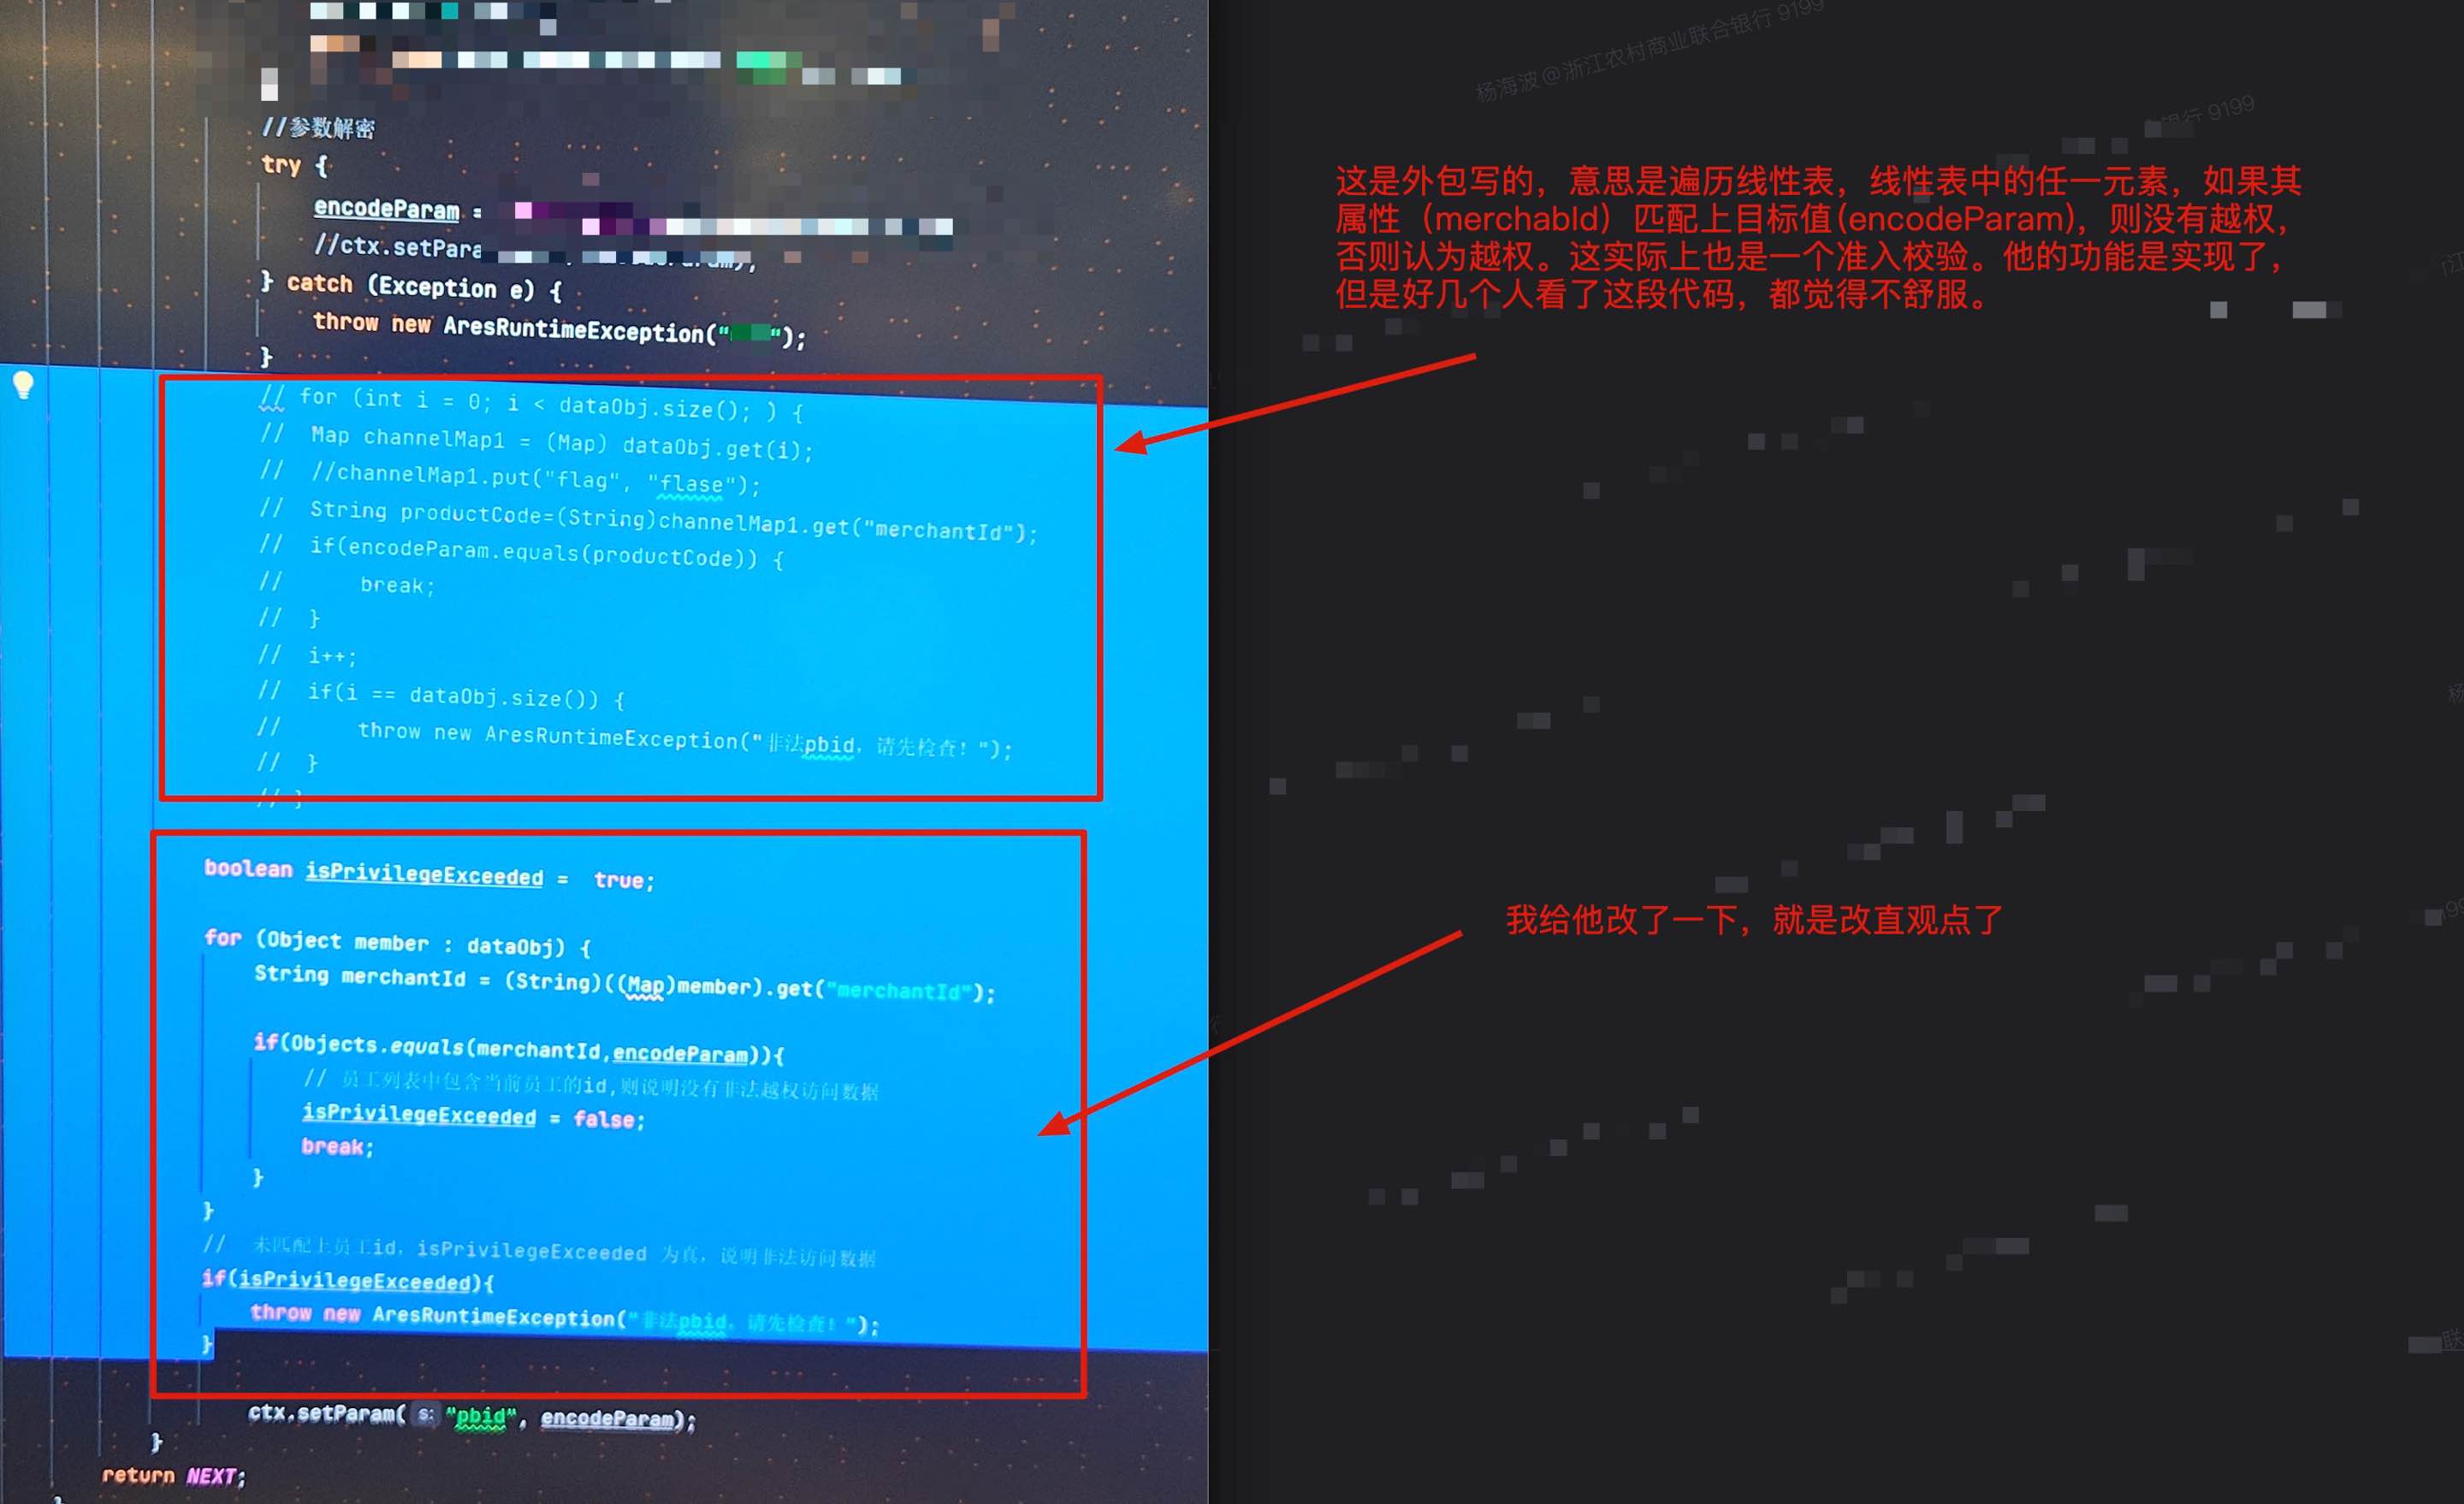 //参数解密
try {
encodeParam =
//ctx.setPara
} catch (Exception e) {
throw new AresRuntimeException("");
}
// for (int i = 0; i < dataObj.size(); ) {
// Map channelMap1 = (Map) dataObj.get(i);
// //channelMap1.put("flag", "flase");
// String productCode=(String)channelMap1.get("merchantId");
// if(encodeParam.equals(productCode)) {
// break;
// }
// i++;
// if(i == dataObj.size()) {
// throw new AresRuntimeException("非法pbid，请先检查！");
// }
// }
boolean isPrivilegeExceeded = true;
for (Object member : dataObj) {
String merchantId = (String)((Map)member).get("merchantId");
if(Objects.equals(merchantId,encodeParam)){
// 员工列表中包含当前员工的id,则说明没有非法越权访问数据
isPrivilegeExceeded = false;
break;
}
}
// 未匹配上员工id，isPrivilegeExceeded 为真，说明非法访问数据
if(isPrivilegeExceeded){
throw new AresRuntimeException("非法pbid，请先检查！");
}
ctx.setParam( s: "pbid", encodeParam);
}
return NEXT;
杨海波@浙江农村商业联合银行 9199
银行 9199
这是外包写的，意思是遍历线性表，线性表中的任一元素，如果其
属性（merchabId）匹配上目标值(encodeParam)，则没有越权，
否则认为越权。这实际上也是一个准入校验。他的功能是实现了，
但是好几个人看了这段代码，都觉得不舒服。
我给他改了一下，就是改直观点了